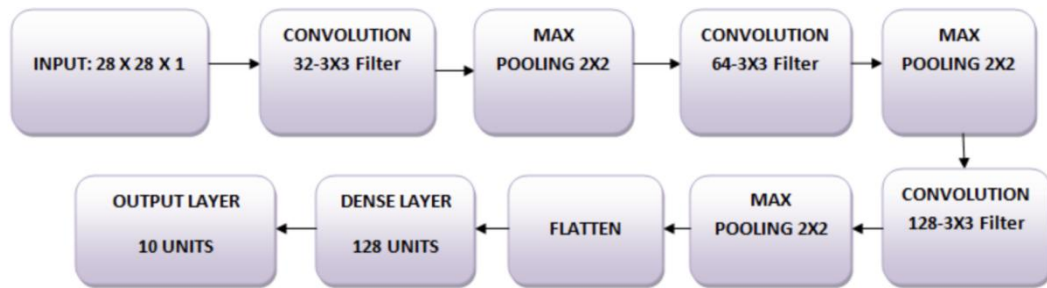 INPUT: 28 X 28 X 1
CONVOLUTION
32-3X3 Filter
MAX
POOLING 2X2
CONVOLUTION
64-3X3 Filter
MAX
POOLING 2X2
CONVOLUTION
128-3X3 Filter
MAX
POOLING 2X2
FLATTEN
DENSE LAYER
128 UNITS
OUTPUT LAYER
10 UNITS